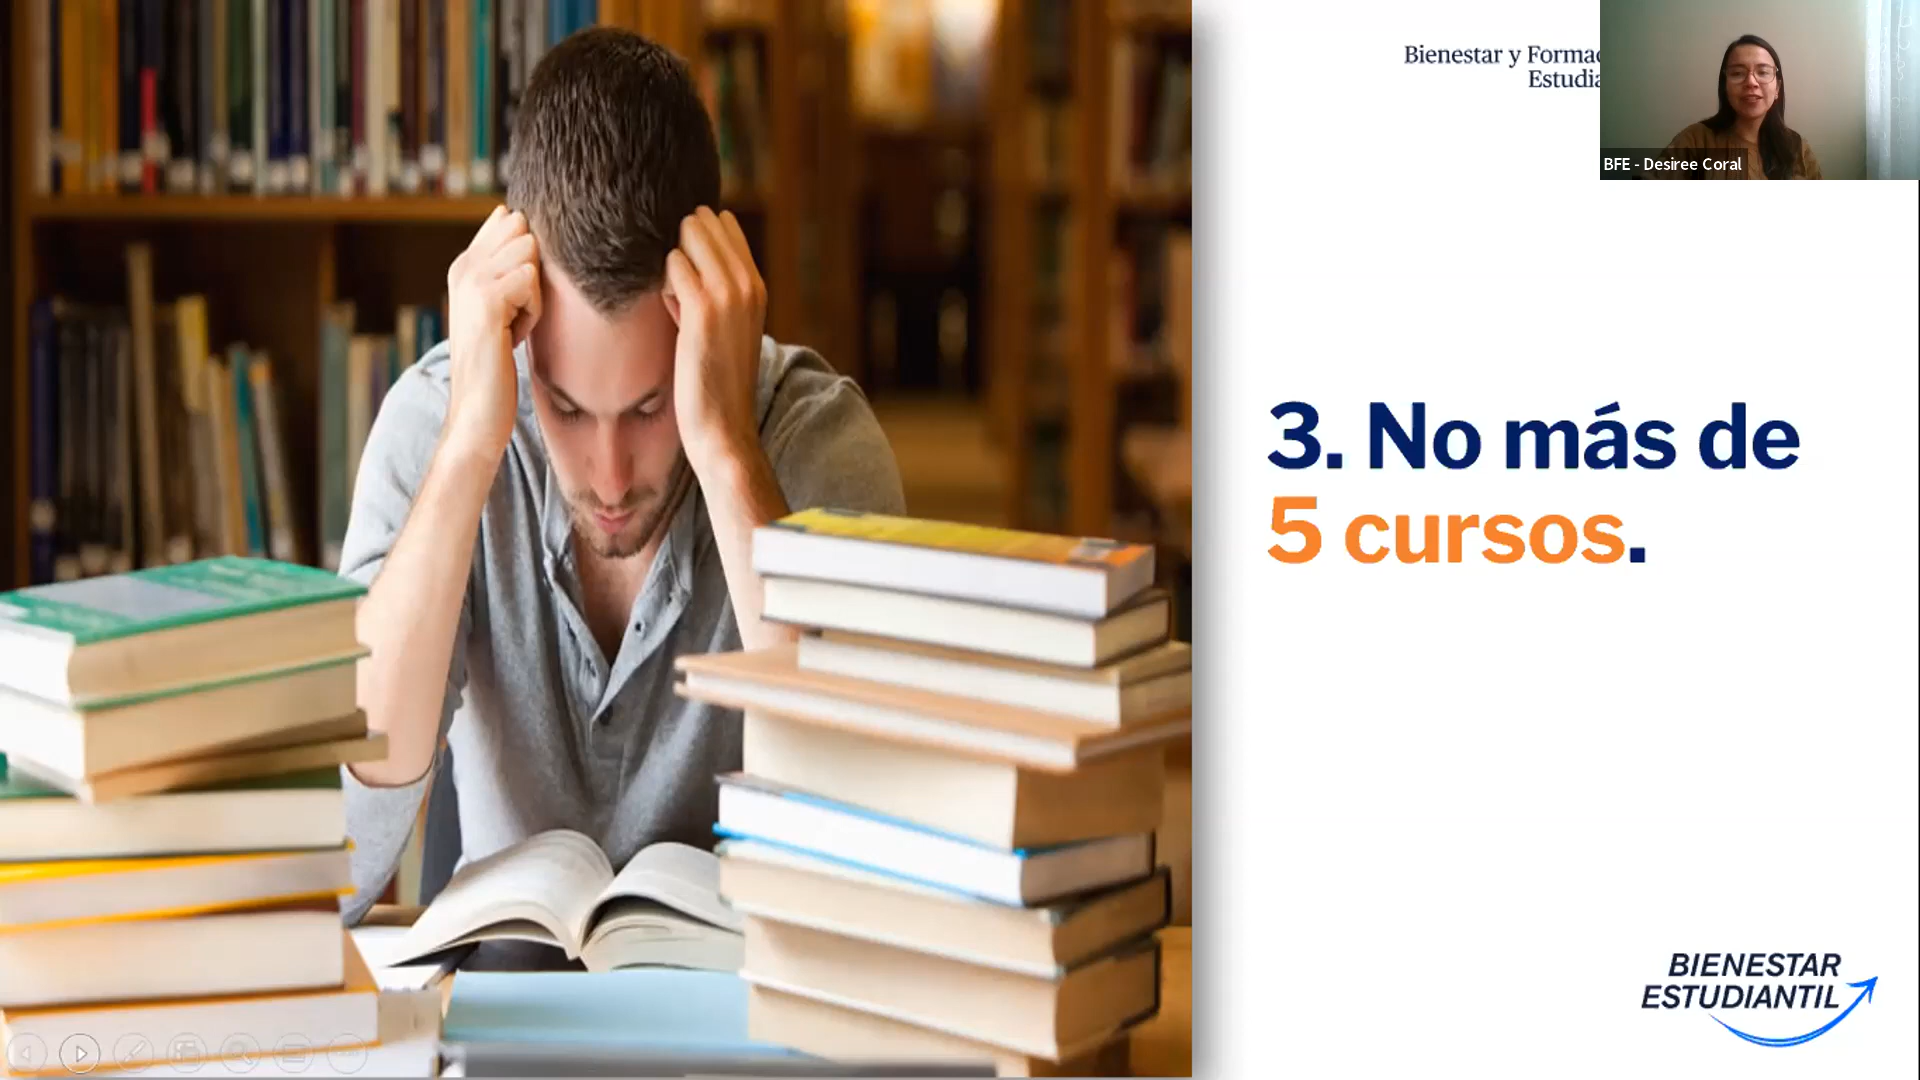 Bienestar y Formac
Estudia
BFE - Desiree Coral
3. No más de
5 cursos.
BIENESTAR
ESTUDIANTIL